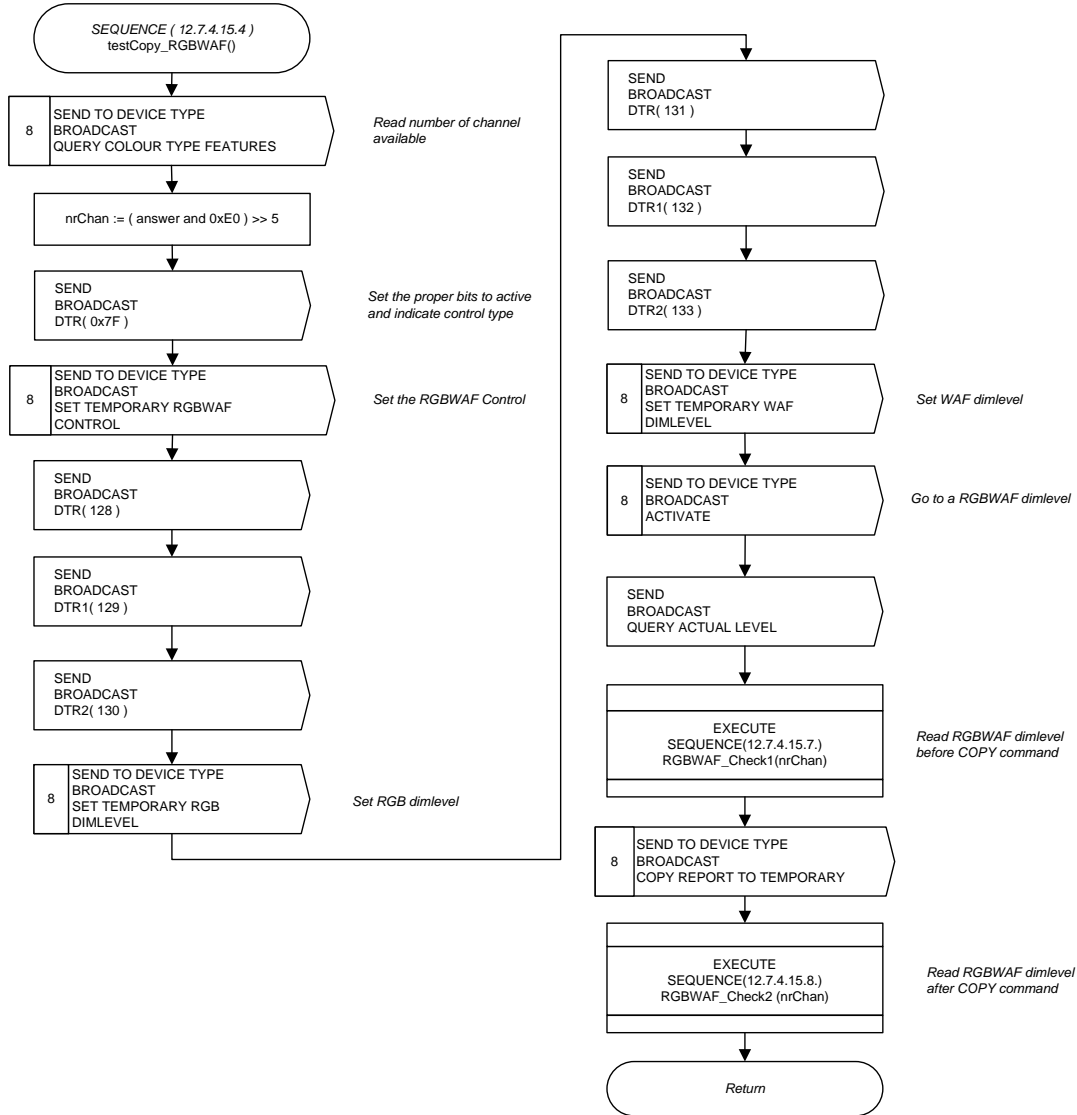 SEQUENCE ( 12.7.4.15.4 )
testCopy_RGBWAF()
8
SEND TO DEVICE TYPE
BROADCAST
QUERY COLOUR TYPE FEATURES
Read number of channel
available
nrChan := ( answer and 0xE0 ) >> 5
SEND
BROADCAST
DTR( 0x7F )
Set the proper bits to active
and indicate control type
8
SEND TO DEVICE TYPE
BROADCAST
SET TEMPORARY RGBWAF
CONTROL
Set the RGBWAF Control
SEND
BROADCAST
DTR( 128 )
SEND
BROADCAST
DTR1( 129 )
SEND
BROADCAST
DTR2( 130 )
8
SEND TO DEVICE TYPE
BROADCAST
SET TEMPORARY RGB
DIMLEVEL
Set RGB dimlevel
SEND
BROADCAST
DTR( 131 )
SEND
BROADCAST
DTR1( 132 )
SEND
BROADCAST
DTR2( 133 )
8
SEND TO DEVICE TYPE
BROADCAST
SET TEMPORARY WAF
DIMLEVEL
Set WAF dimlevel
8
SEND TO DEVICE TYPE
BROADCAST
ACTIVATE
Go to a RGBWAF dimlevel
SEND
BROADCAST
QUERY ACTUAL LEVEL
EXECUTE
SEQUENCE(12.7.4.15.7.)
RGBWAF_Check1(nrChan)
Read RGBWAF dimlevel
before COPY command
8
SEND TO DEVICE TYPE
BROADCAST
COPY REPORT TO TEMPORARY
EXECUTE
SEQUENCE(12.7.4.15.8.)
RGBWAF_Check2 (nrChan)
Read RGBWAF dimlevel
after COPY command
Return